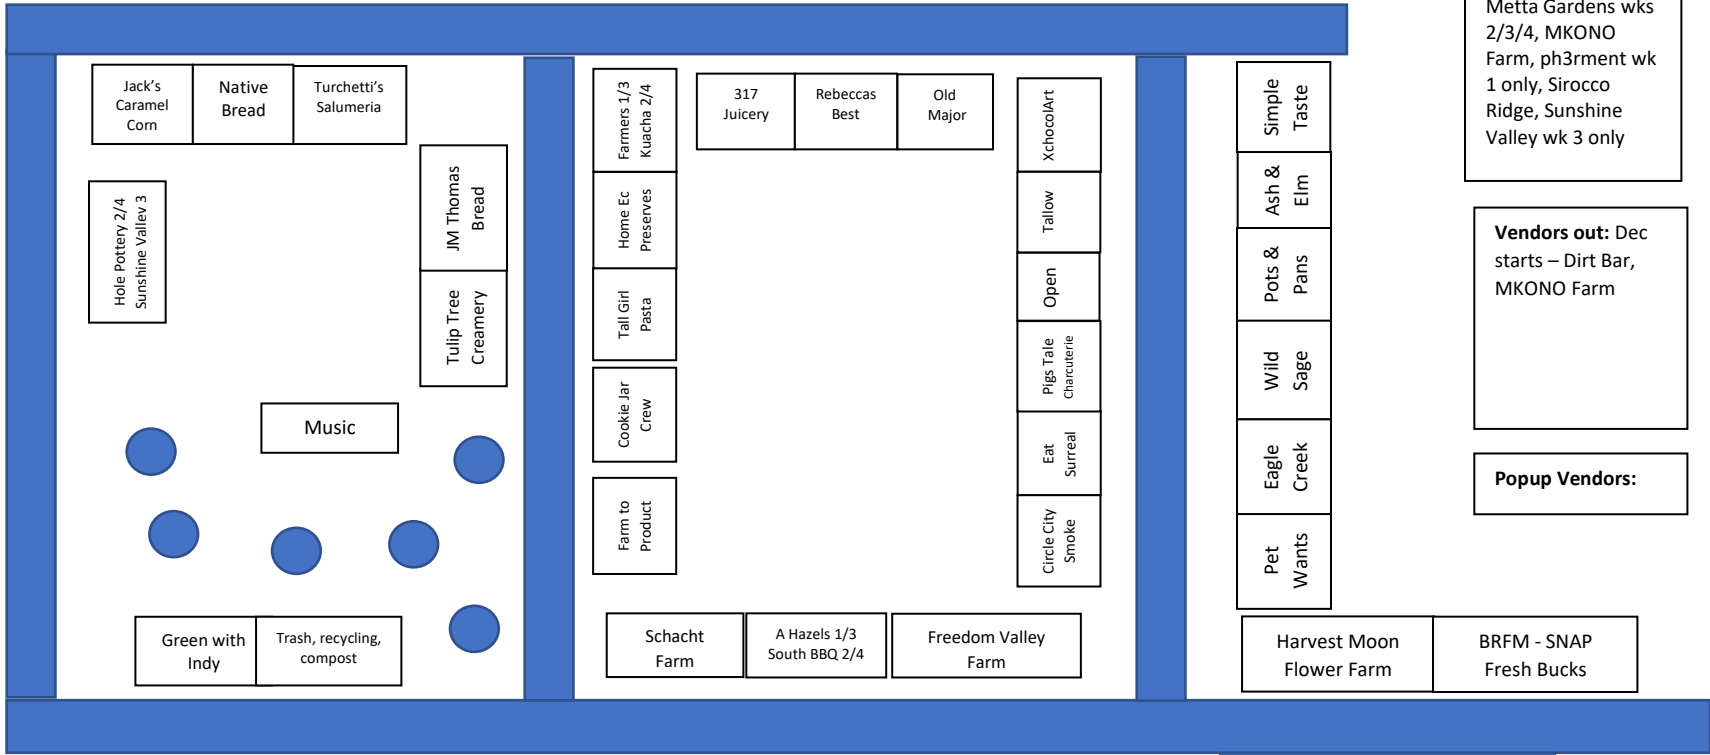 Metta Gardens wks
2/3/4, MKONO
Farm, ph3rment wk
1 only, Sirocco
Ridge, Sunshine
Valley wk 3 only
Jack's
Caramel
Corn
Native
Bread
Turchetti's
Salumeria
Hole Pottery 2/4
Sunshine Valley 3
JM Thomas
Bread
Tulip Tree
Creamery
Music
Green with
Indy
Trash, recycling,
compost
Farmers 1/3
Kuacha 2/4
Home Ec
Preserves
Tall Girl
Pasta
Cookie Jar
Crew
Farm to
Product
317
Juicery
Rebeccas
Best
Old
Major
XchocolArt
Tallow
Open
Pigs Tale
Charcuterie
Eat
Surreal
Circle City
Smoke
Schacht
Farm
A Hazels 1/3
South BBQ 2/4
Freedom Valley
Farm
Simple
Taste
Ash &
Elm
Pots &
Pans
Wild
Sage
Eagle
Creek
Pet
Wants
Harvest Moon
Flower Farm
BRFM - SNAP
Fresh Bucks
Vendors out: Dec
starts – Dirt Bar,
MKONO Farm
Popup Vendors: